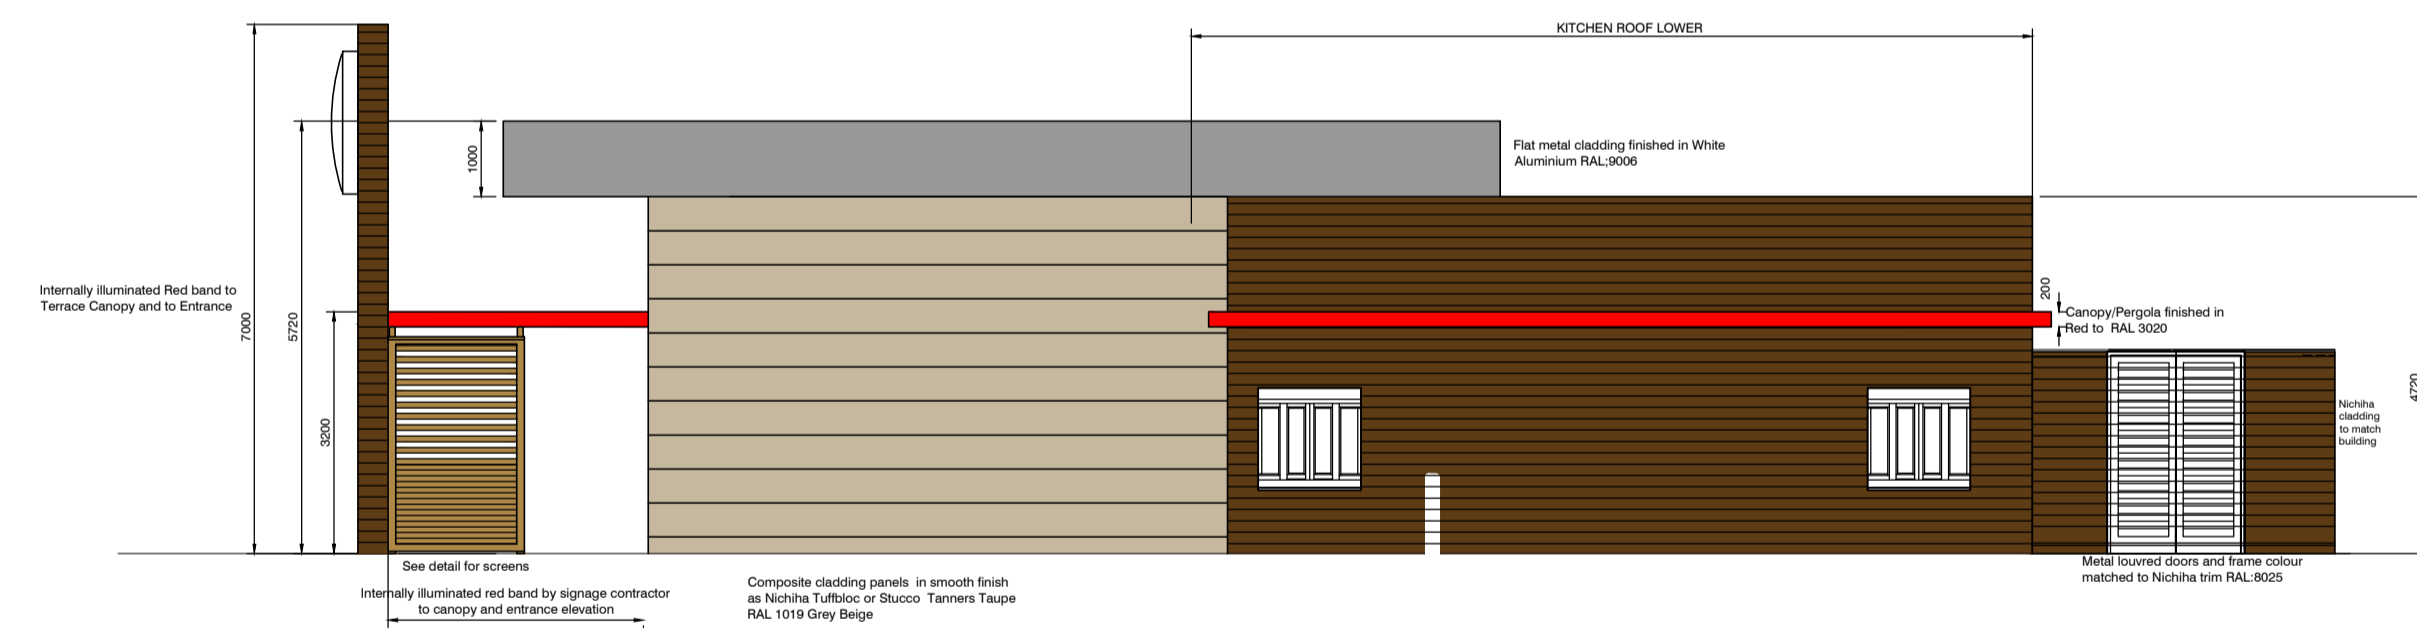 KITCHEN ROOF LOWER
1000
Flat metal cladding finished in White
Aluminium RAL;9006
Internally illuminated Red band to
Terrace Canopy and to Entrance
7000
5720
3200
200
Canopy/Pergola finished in
Red to RAL 3020
4720
Nichiha
cladding
to match
building
See detail for screens
Internally illuminated red band by signage contractor
to canopy and entrance elevation
Composite cladding panels in smooth finish
as Nichiha Tuffbloc or Stucco Tanners Taupe
RAL 1019 Grey Beige
Metal louvred doors and frame colour
matched to Nichiha trim RAL:8025